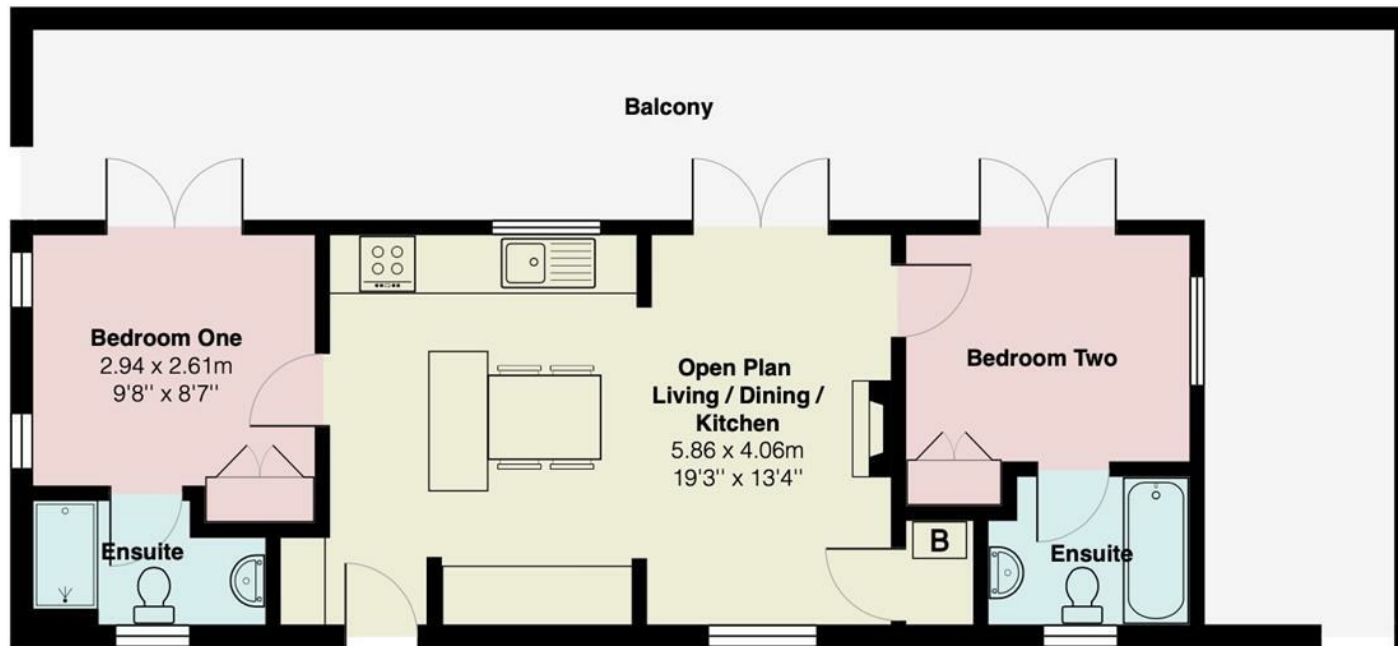 Balcony
Bedroom One
2.94 x 2.61m
9'8'' x 8'7''
Open Plan
Living / Dining /
Kitchen
5.86 x 4.06m
19'3'' x 13'4''
Bedroom Two
Ensuite
B
Ensuite